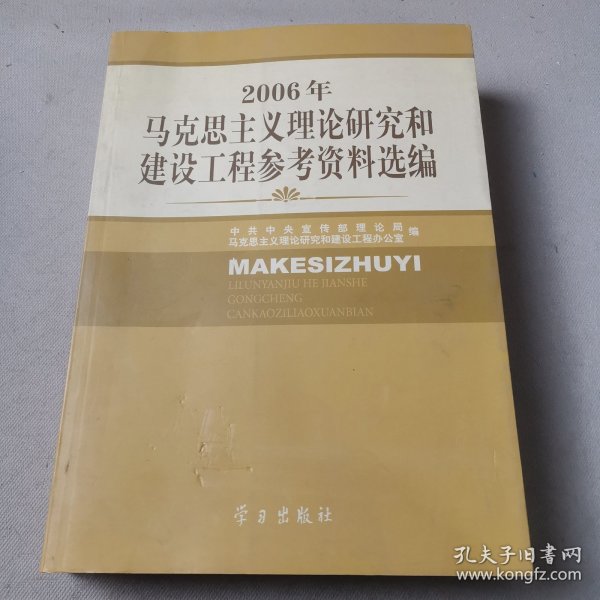 2006年
马克思主义理论研究和
建设工程参考资料选编
中共中央宣传部理论局
马克思主义理论研究和建设工程办公室
编
MAKESIZHUYI
LILUNYANJIU HE JIANSHE
GONGCHENG
CANKAOZILIAOXUANBIAN
学习出版社
孔夫子旧书网
www.kongfz.com